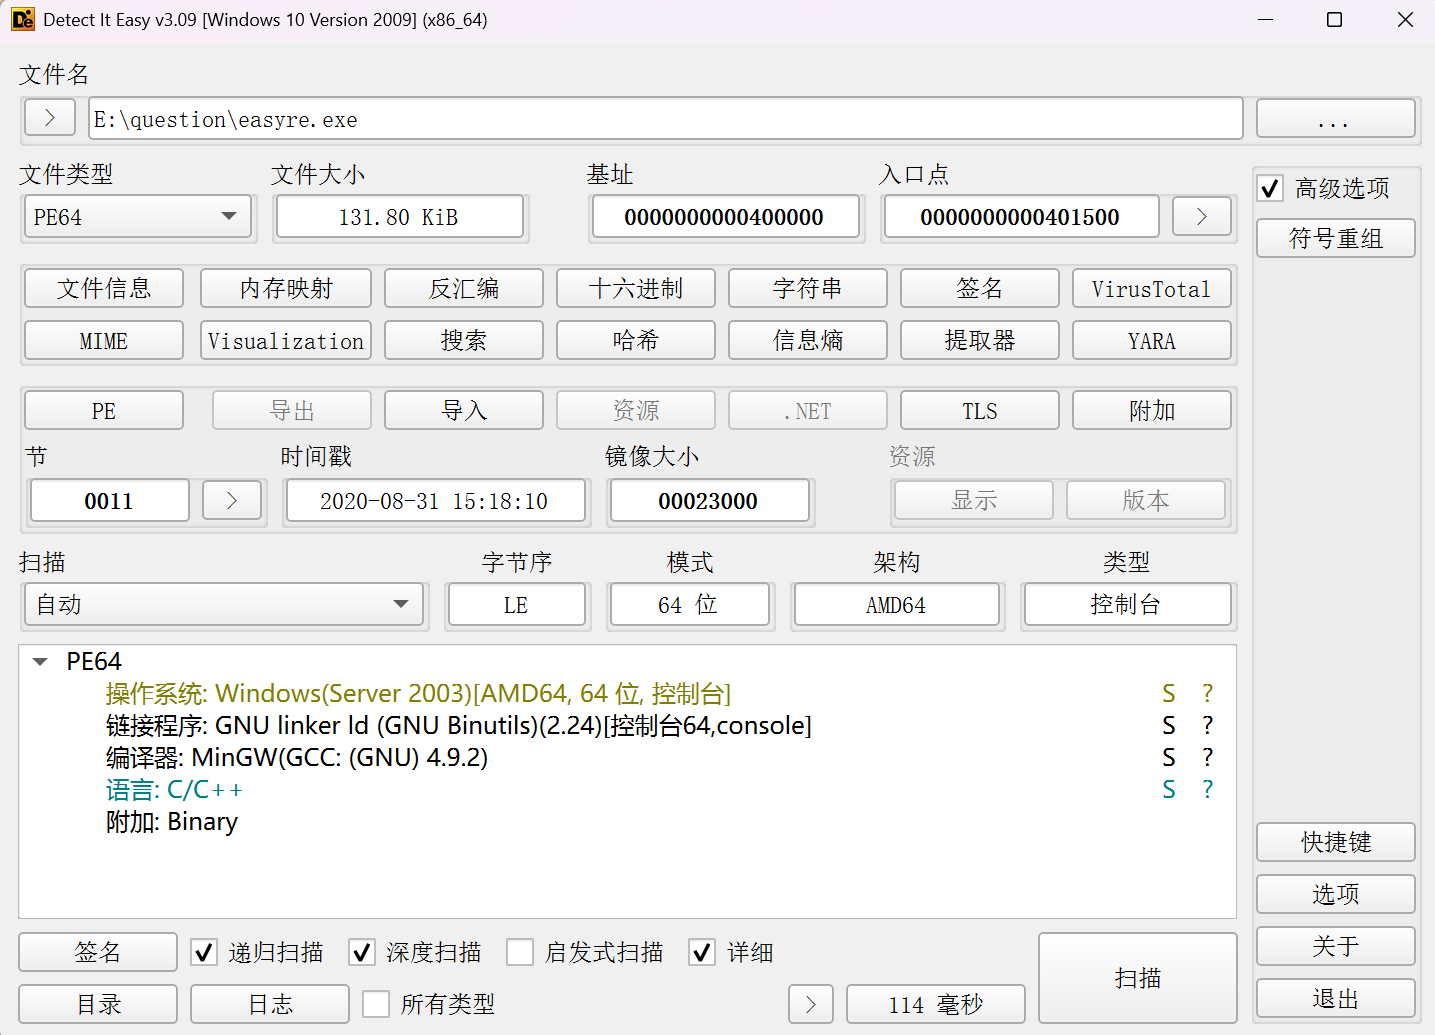 Detect It Easy v3.09 [Windows 10 Version 2009] (x86_64)
文件名
E:\question\easyre.exe
...
文件类型 文件大小 基址 入口点
PE64 131.80 KiB 0000000000400000 0000000000401500
高级选项
符号重组
文件信息 内存映射 反汇编 十六进制 字符串 签名 VirusTotal
MIME Visualization 搜索 哈希 信息熵 提取器 YARA
PE 导出 导入 资源 .NET TLS 附加
节 时间戳 镜像大小 资源
0011 2020-08-31 15:18:10 00023000 显示 版本
扫描 字节序 模式 架构 类型
自动 LE 64 位 AMD64 控制台
PE64
操作系统: Windows(Server 2003)[AMD64, 64 位, 控制台] S ?
链接程序: GNU linker ld (GNU Binutils)(2.24)[控制台64,console] S ?
编译器: MinGW(GCC: (GNU) 4.9.2) S ?
语言: C/C++ S ?
附加: Binary
快捷键
选项
关于
退出
签名 递归扫描 深度扫描 启发式扫描 详细
扫描
目录 日志 所有类型 114 毫秒